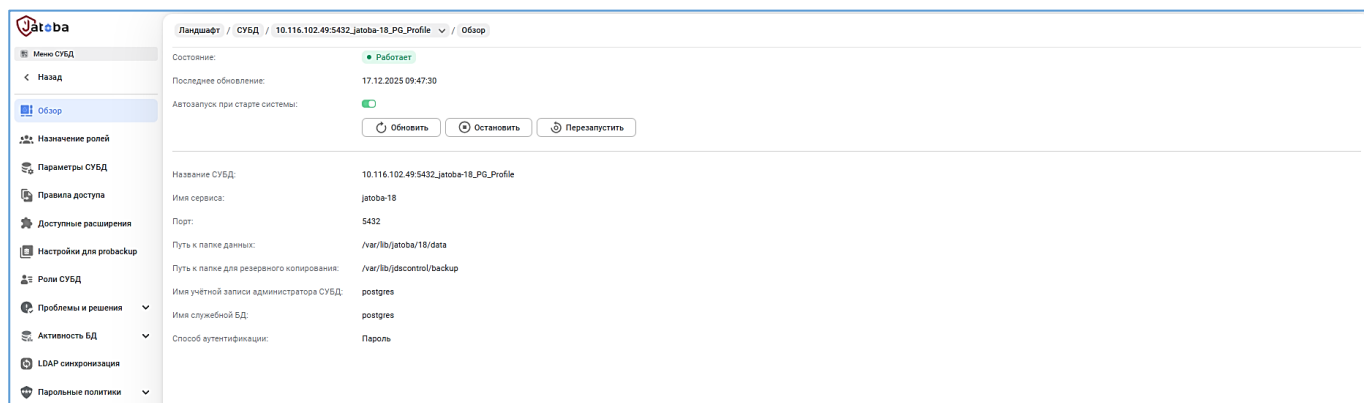 Jatoba
Меню СУБД
Назад
Обзор
Назначение ролей
Параметры СУБД
Правила доступа
Доступные расширения
Настройки для probackup
Роли СУБД
Проблемы и решения
Активность БД
LDAP синхронизация
Парольные политики
Ландшафт / СУБД / 10.116.102.49:5432_jatoba-18_PG_Profile / Обзор
Состояние: Работает
Последнее обновление: 17.12.2025 09:47:30
Автозапуск при старте системы:
Обновить Остановить Перезапустить
Название СУБД: 10.116.102.49:5432_jatoba-18_PG_Profile
Имя сервиса: jatoba-18
Порт: 5432
Путь к папке данных: /var/lib/jatoba/18/data
Путь к папке для резервного копирования: /var/lib/jdscontrol/backup
Имя учётной записи администратора СУБД: postgres
Имя служебной БД: postgres
Способ аутентификации: Пароль